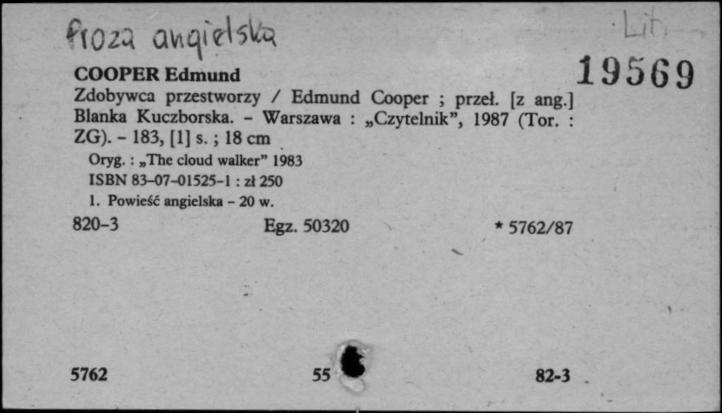 Proza angielska
Lit.
19569
COOPER Edmund
Zdobywca przestworzy / Edmund Cooper ; przeł. [z ang.]
Blanka Kuczborska. – Warszawa : „Czytelnik”, 1987 (Tor. :
ZG). – 183, [1] s. ; 18 cm
Oryg. : „The cloud walker” 1983
ISBN 83-07-01525-1 : zł 250
1. Powieść angielska – 20 w.
820-3 Egz. 50320 * 5762/87
5762 55 82-3